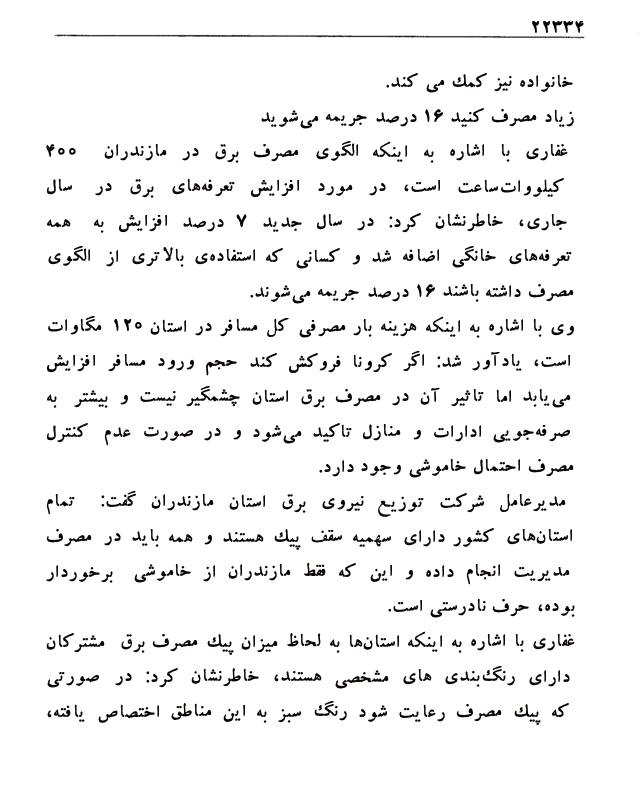 ۲۲۳۳۴
خانواده نیز کمك می کند.
زیاد مصرف کنید ۱۶ درصد جریمه می‌شوید
غفاری با اشاره به اینکه الگوی مصرف برق در مازندران ۴۰۰
کیلووات‌ساعت است، در مورد افزایش تعرفه‌های برق در سال
جاری، خاطرنشان کرد: در سال جدید ۷ درصد افزایش به همه
تعرفه‌های خانگی اضافه شد و کسانی که استفاده‌ی بالاتری از الگوی
مصرف داشته باشند ۱۶ درصد جریمه می‌شوند.
وی با اشاره به اینکه هزینه بار مصرفی کل مسافر در استان ۱۲۰ مگاوات
است، یادآور شد: اگر کرونا فروکش کند حجم ورود مسافر افزایش
می‌یابد اما تاثیر آن در مصرف برق استان چشمگیر نیست و بیشتر به
صرفه‌جویی ادارات و منازل تاکید می‌شود و در صورت عدم کنترل
مصرف احتمال خاموشی وجود دارد.
مدیرعامل شرکت توزیع نیروی برق استان مازندران گفت: تمام
استان‌های کشور دارای سهمیه سقف پیك هستند و همه باید در مصرف
مدیریت انجام داده و این که فقط مازندران از خاموشی برخوردار
بوده، حرف نادرستی است.
غفاری با اشاره به اینکه استان‌ها به لحاظ میزان پیك مصرف برق مشترکان
دارای رنگ‌بندی های مشخصی هستند، خاطرنشان کرد: در صورتی
که پیك مصرف رعایت شود رنگ سبز به این مناطق اختصاص یافته،